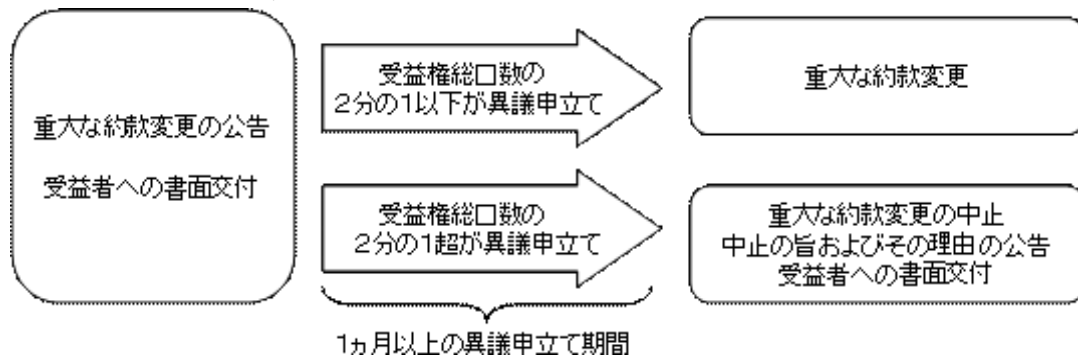 重大な約款変更の公告
受益者への書面交付
受益権総口数の
２分の１以下が異議申立て
重大な約款変更
受益権総口数の
２分の１超が異議申立て
重大な約款変更の中止
中止の旨およびその理由の公告
受益者への書面交付
１ヵ月以上の異議申立て期間